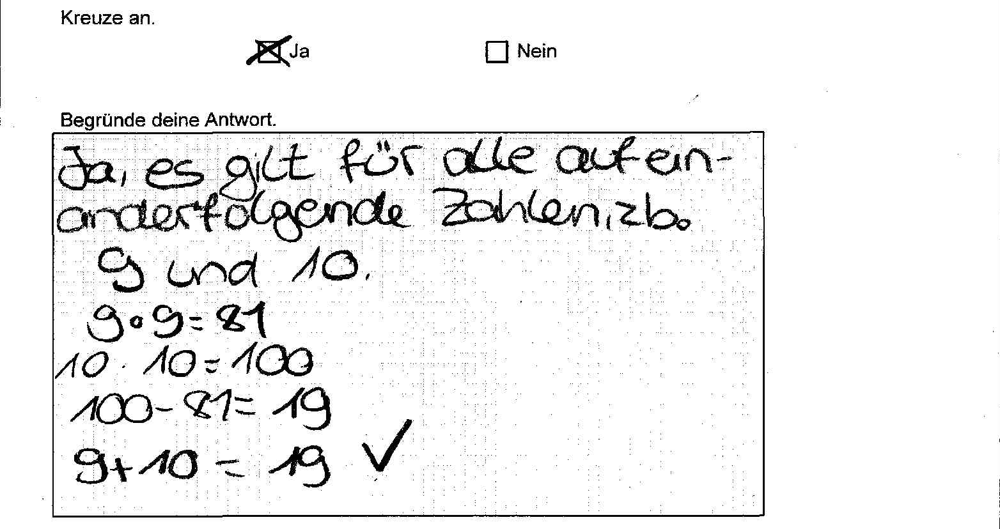 Kreuze an.
Ja Nein
Begründe deine Antwort.
Ja, es gilt für alle aufein-
anderfolgende Zahlen, zb.
9 und 10.
9 · 9 = 81
10 · 10 = 100
100 - 81 = 19
9 + 10 = 19 ✓